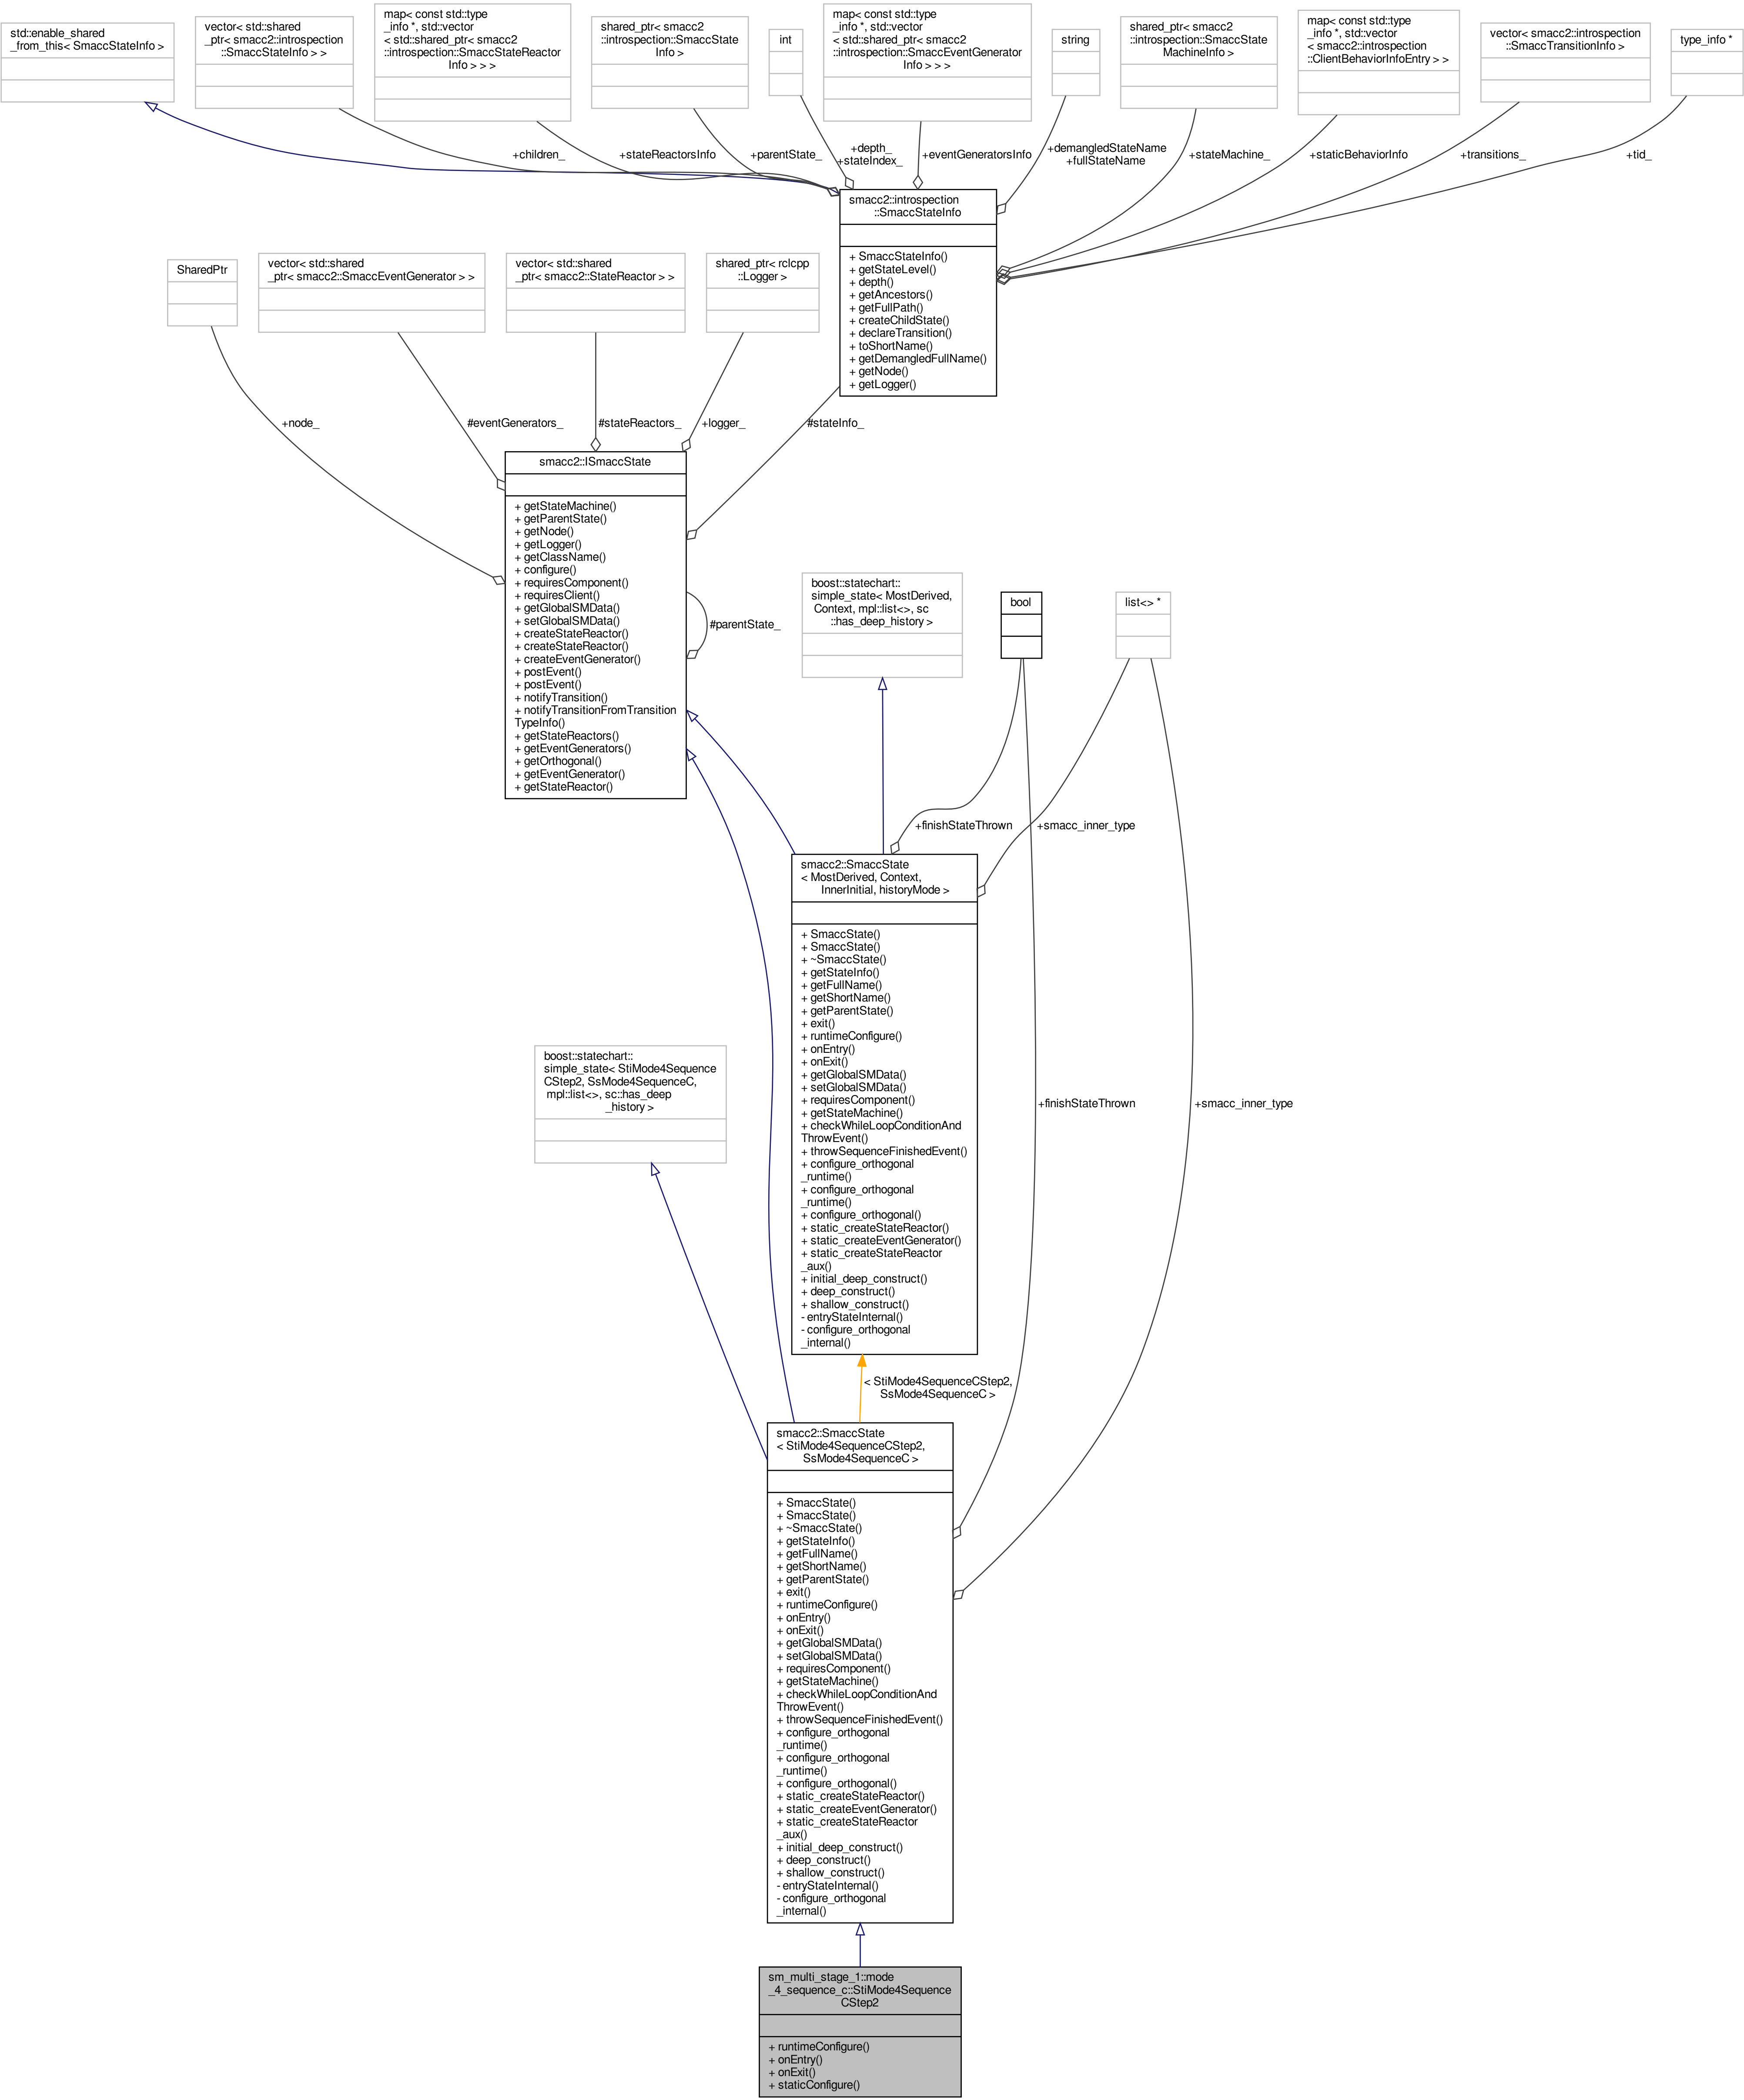 std::enable_shared
_from_this< SmaccStateInfo >
vector< std::shared
_ptr< smacc2::introspection
::SmaccStateInfo > >
map< const std::type
_info *, std::vector
< std::shared_ptr< smacc2
::introspection::SmaccStateReactor
Info > > >
shared_ptr< smacc2
::introspection::SmaccState
Info >
int
map< const std::type
_info *, std::vector
< std::shared_ptr< smacc2
::introspection::SmaccEventGenerator
Info > > >
string
shared_ptr< smacc2
::introspection::SmaccState
MachineInfo >
map< const std::type
_info *, std::vector
< smacc2::introspection
::ClientBehaviorInfoEntry > >
vector< smacc2::introspection
::SmaccTransitionInfo >
type_info *
+children_
+stateReactorsInfo
+parentState_
+depth_
+stateIndex_
+eventGeneratorsInfo
+demangledStateName
+fullStateName
+stateMachine_
+staticBehaviorInfo
+transitions_
+tid_
smacc2::introspection
::SmaccStateInfo
+ SmaccStateInfo()
+ getStateLevel()
+ depth()
+ getAncestors()
+ getFullPath()
+ createChildState()
+ declareTransition()
+ toShortName()
+ getDemangledFullName()
+ getNode()
+ getLogger()
SharedPtr
vector< std::shared
_ptr< smacc2::SmaccEventGenerator > >
vector< std::shared
_ptr< smacc2::StateReactor > >
shared_ptr< rclcpp
::Logger >
+node_
#eventGenerators_
#stateReactors_
+logger_
#stateInfo_
smacc2::ISmaccState
+ getStateMachine()
+ getParentState()
+ getNode()
+ getLogger()
+ getClassName()
+ configure()
+ requiresComponent()
+ requiresClient()
+ getGlobalSMData()
+ setGlobalSMData()
+ createStateReactor()
+ createStateReactor()
+ createEventGenerator()
+ postEvent()
+ postEvent()
+ notifyTransition()
+ notifyTransitionFromTransition
TypeInfo()
+ getStateReactors()
+ getEventGenerators()
+ getOrthogonal()
+ getEventGenerator()
+ getStateReactor()
#parentState_
boost::statechart::
simple_state< MostDerived,
Context, mpl::list<>, sc
::has_deep_history >
bool
list<> *
+finishStateThrown
+smacc_inner_type
smacc2::SmaccState
< MostDerived, Context,
InnerInitial, historyMode >
+ SmaccState()
+ SmaccState()
+ ~SmaccState()
+ getStateInfo()
+ getFullName()
+ getShortName()
+ getParentState()
+ exit()
+ runtimeConfigure()
+ onEntry()
+ onExit()
+ getGlobalSMData()
+ setGlobalSMData()
+ requiresComponent()
+ getStateMachine()
+ checkWhileLoopConditionAnd
ThrowEvent()
+ throwSequenceFinishedEvent()
+ configure_orthogonal
_runtime()
+ configure_orthogonal
_runtime()
+ configure_orthogonal()
+ static_createStateReactor()
+ static_createEventGenerator()
+ static_createStateReactor
_aux()
+ initial_deep_construct()
+ deep_construct()
+ shallow_construct()
- entryStateInternal()
- configure_orthogonal
_internal()
boost::statechart::
simple_state< StiMode4Sequence
CStep2, SsMode4SequenceC,
mpl::list<>, sc::has_deep
_history >
+finishStateThrown
+smacc_inner_type
< StiMode4SequenceCStep2,
SsMode4SequenceC >
smacc2::SmaccState
< StiMode4SequenceCStep2,
SsMode4SequenceC >
+ SmaccState()
+ SmaccState()
+ ~SmaccState()
+ getStateInfo()
+ getFullName()
+ getShortName()
+ getParentState()
+ exit()
+ runtimeConfigure()
+ onEntry()
+ onExit()
+ getGlobalSMData()
+ setGlobalSMData()
+ requiresComponent()
+ getStateMachine()
+ checkWhileLoopConditionAnd
ThrowEvent()
+ throwSequenceFinishedEvent()
+ configure_orthogonal
_runtime()
+ configure_orthogonal
_runtime()
+ configure_orthogonal()
+ static_createStateReactor()
+ static_createEventGenerator()
+ static_createStateReactor
_aux()
+ initial_deep_construct()
+ deep_construct()
+ shallow_construct()
- entryStateInternal()
- configure_orthogonal
_internal()
sm_multi_stage_1::mode
_4_sequence_c::StiMode4Sequence
CStep2
+ runtimeConfigure()
+ onEntry()
+ onExit()
+ staticConfigure()